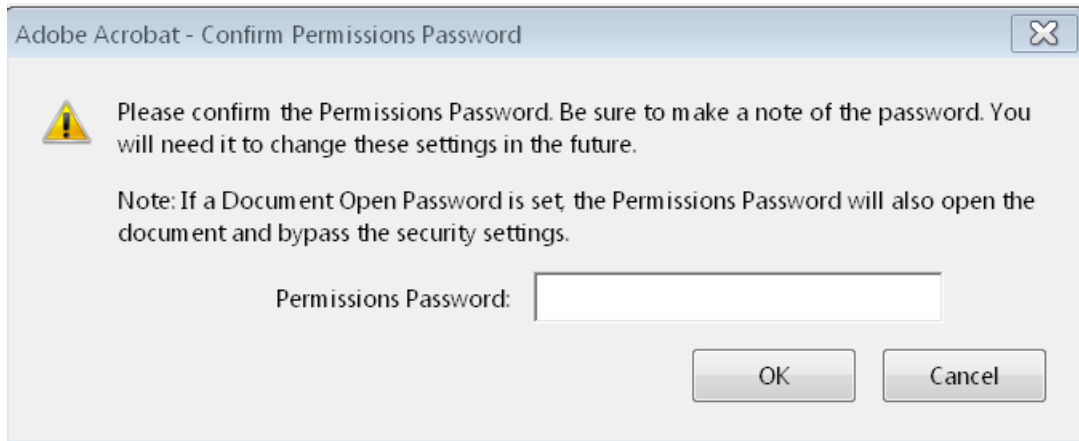 Adobe Acrobat - Confirm Permissions Password
Please confirm the Permissions Password. Be sure to make a note of the password. You
will need it to change these settings in the future.
Note: If a Document Open Password is set, the Permissions Password will also open the
document and bypass the security settings.
Permissions Password:
OK Cancel